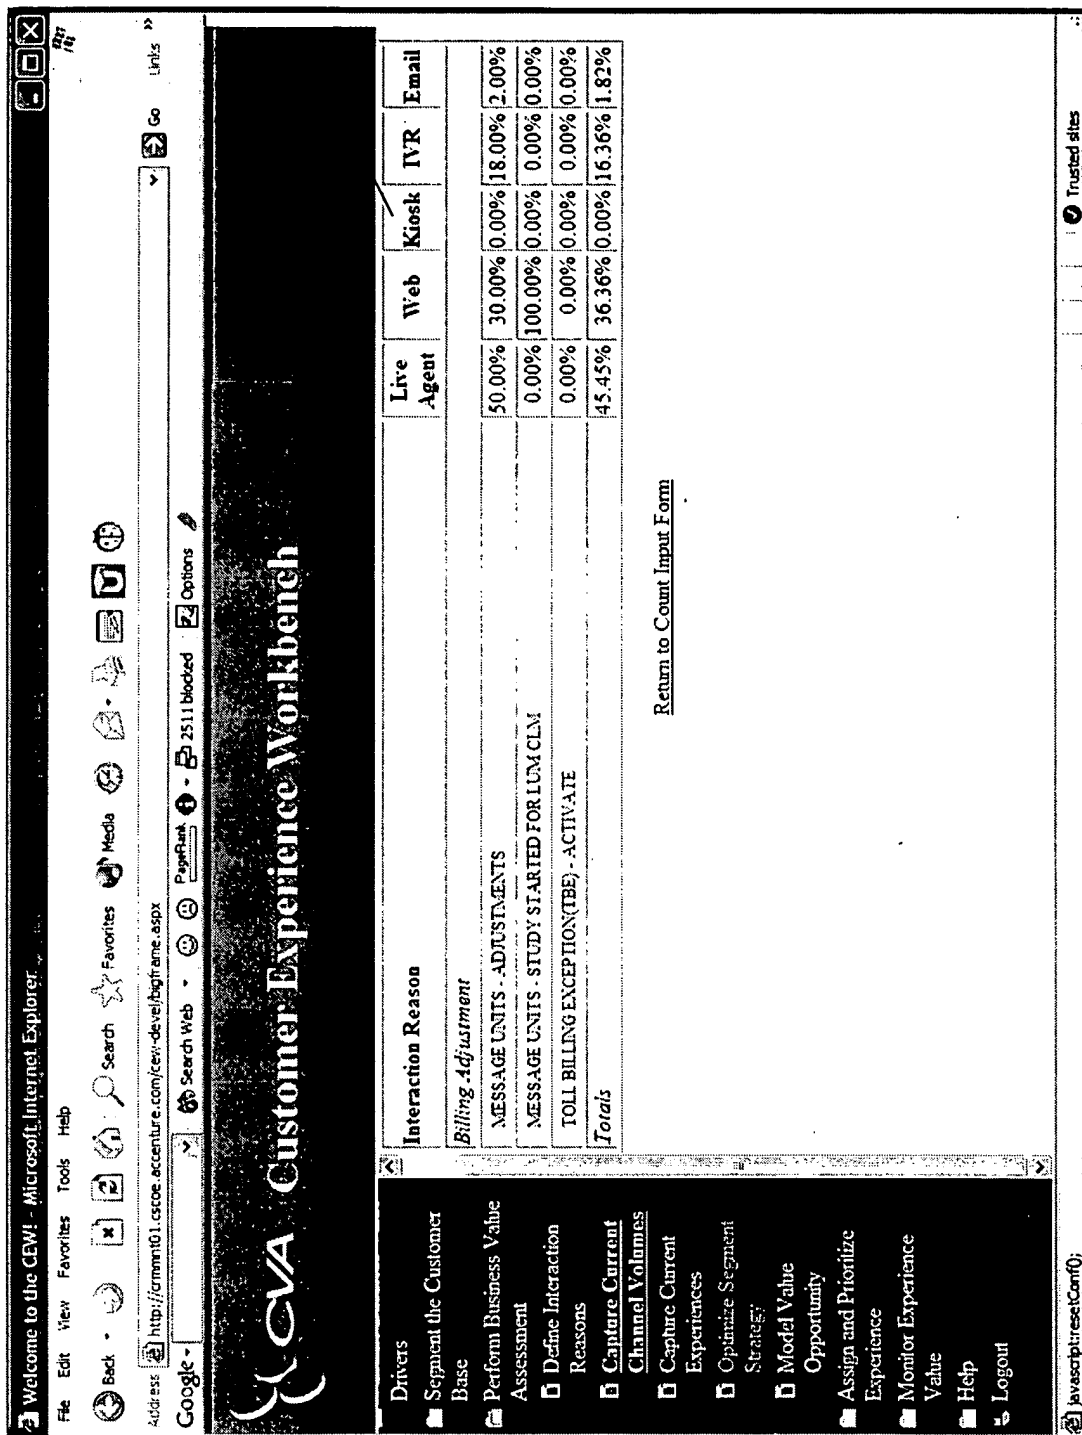 Welcome to the CEW! - Microsoft Internet Explorer
File Edit View Favorites Tools Help
Back Search Favorites Media
Address http://crmnt01.cscoe.accenture.com/cew-devel/bigframe.aspx Go Links »
Google Search Web PageRank 2511 blocked Options
CVA Customer Experience Workbench
Drivers
Segment the Customer
Base
Perform Business Value
Assessment
Define Interaction
Reasons
Capture Current
Channel Volumes
Capture Current
Experiences
Optimize Segment
Strategy
Model Value
Opportunity
Assign and Prioritize
Experience
Monitor Experience
Value
Help
Logout
Interaction Reason Live Agent Web Kiosk IVR Email
Billing Adjustment
MESSAGE UNITS - ADJUSTMENTS 50.00% 30.00% 0.00% 18.00% 2.00%
MESSAGE UNITS - STUDY STARTED FOR LUM CLM 0.00% 100.00% 0.00% 0.00% 0.00%
TOLL BILLING EXCEPTION(TBE) - ACTIVATE 0.00% 0.00% 0.00% 0.00% 0.00%
Totals 45.45% 36.36% 0.00% 16.36% 1.82%
Return to Count Input Form
javascript:resetConf(); Trusted sites